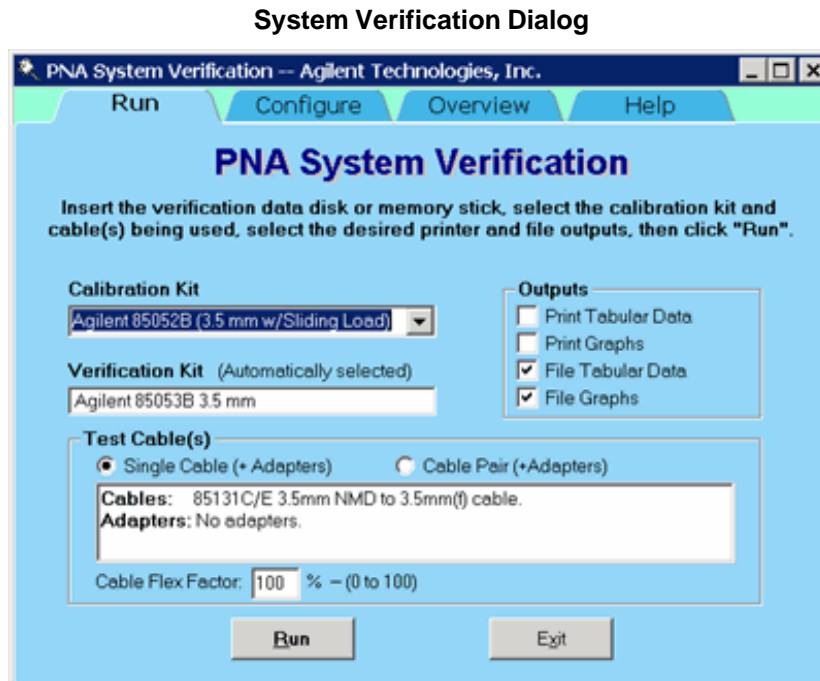 System Verification Dialog
PNA System Verification -- Agilent Technologies, Inc.
Run Configure Overview Help
PNA System Verification
Insert the verification data disk or memory stick, select the calibration kit and
cable(s) being used, select the desired printer and file outputs, then click "Run".
Calibration Kit
Agilent 85052B (3.5 mm w/Sliding Load)
Verification Kit (Automatically selected)
Agilent 85053B 3.5 mm
Outputs
Print Tabular Data
Print Graphs
File Tabular Data
File Graphs
Test Cable(s)
Single Cable (+ Adapters) Cable Pair (+Adapters)
Cables: 85131C/E 3.5mm NMD to 3.5mm(f) cable.
Adapters: No adapters.
Cable Flex Factor: 100 % – (0 to 100)
Run Exit